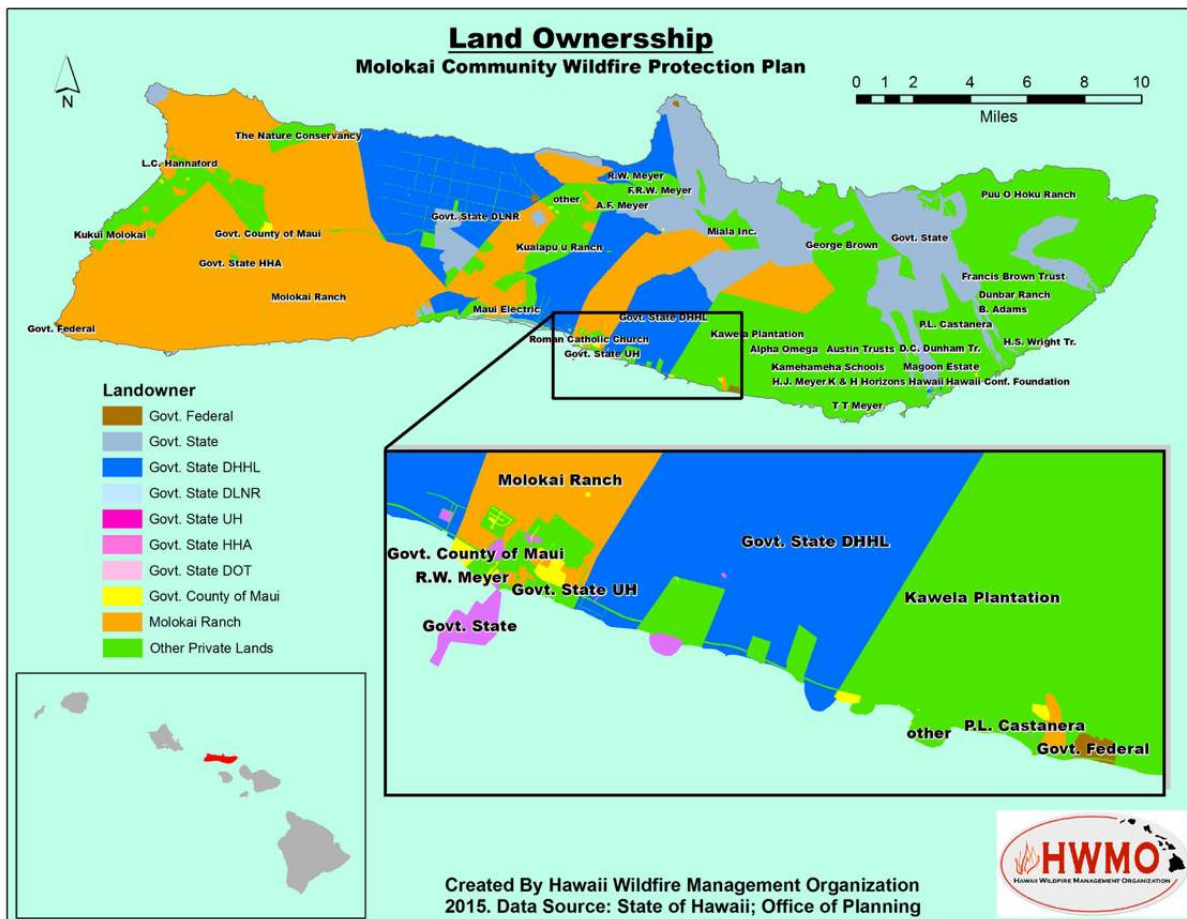 Land Ownersship
Molokai Community Wildfire Protection Plan
N
0 1 2 4 6 8 10
Miles
The Nature Conservancy
L.C. Hannaford
R.W. Meyer
F.R.W. Meyer
other
A.F. Meyer
Puu O Hoku Ranch
Govt. State DLNR
Kukui Molokai
Govt. County of Maui
Kualapu u Ranch
Miala Inc.
George Brown
Govt. State
Govt. State HHA
Francis Brown Trust
Molokai Ranch
Dunbar Ranch
Maui Electric
B. Adams
Govt. Federal
Govt. State DHHL
P.L. Castanera
Roman Catholic Church
Kawela Plantation
H.S. Wright Tr.
Govt. State UH
Alpha Omega
Austin Trusts
D.C. Dunham Tr.
Kamehameha Schools
Magoon Estate
H.J. Meyer K & H Horizons Hawaii Hawaii Conf. Foundation
T T Meyer
Landowner
Govt. Federal
Govt. State
Govt. State DHHL
Govt. State DLNR
Govt. State UH
Govt. State HHA
Govt. State DOT
Govt. County of Maui
Molokai Ranch
Other Private Lands
Molokai Ranch
Govt. State DHHL
Govt. County of Maui
R.W. Meyer
Govt. State UH
Kawela Plantation
Govt. State
P.L. Castanera
other
Govt. Federal
HWMO
HAWAII WILDFIRE MANAGEMENT ORGANIZATION
Created By Hawaii Wildfire Management Organization
2015. Data Source: State of Hawaii; Office of Planning